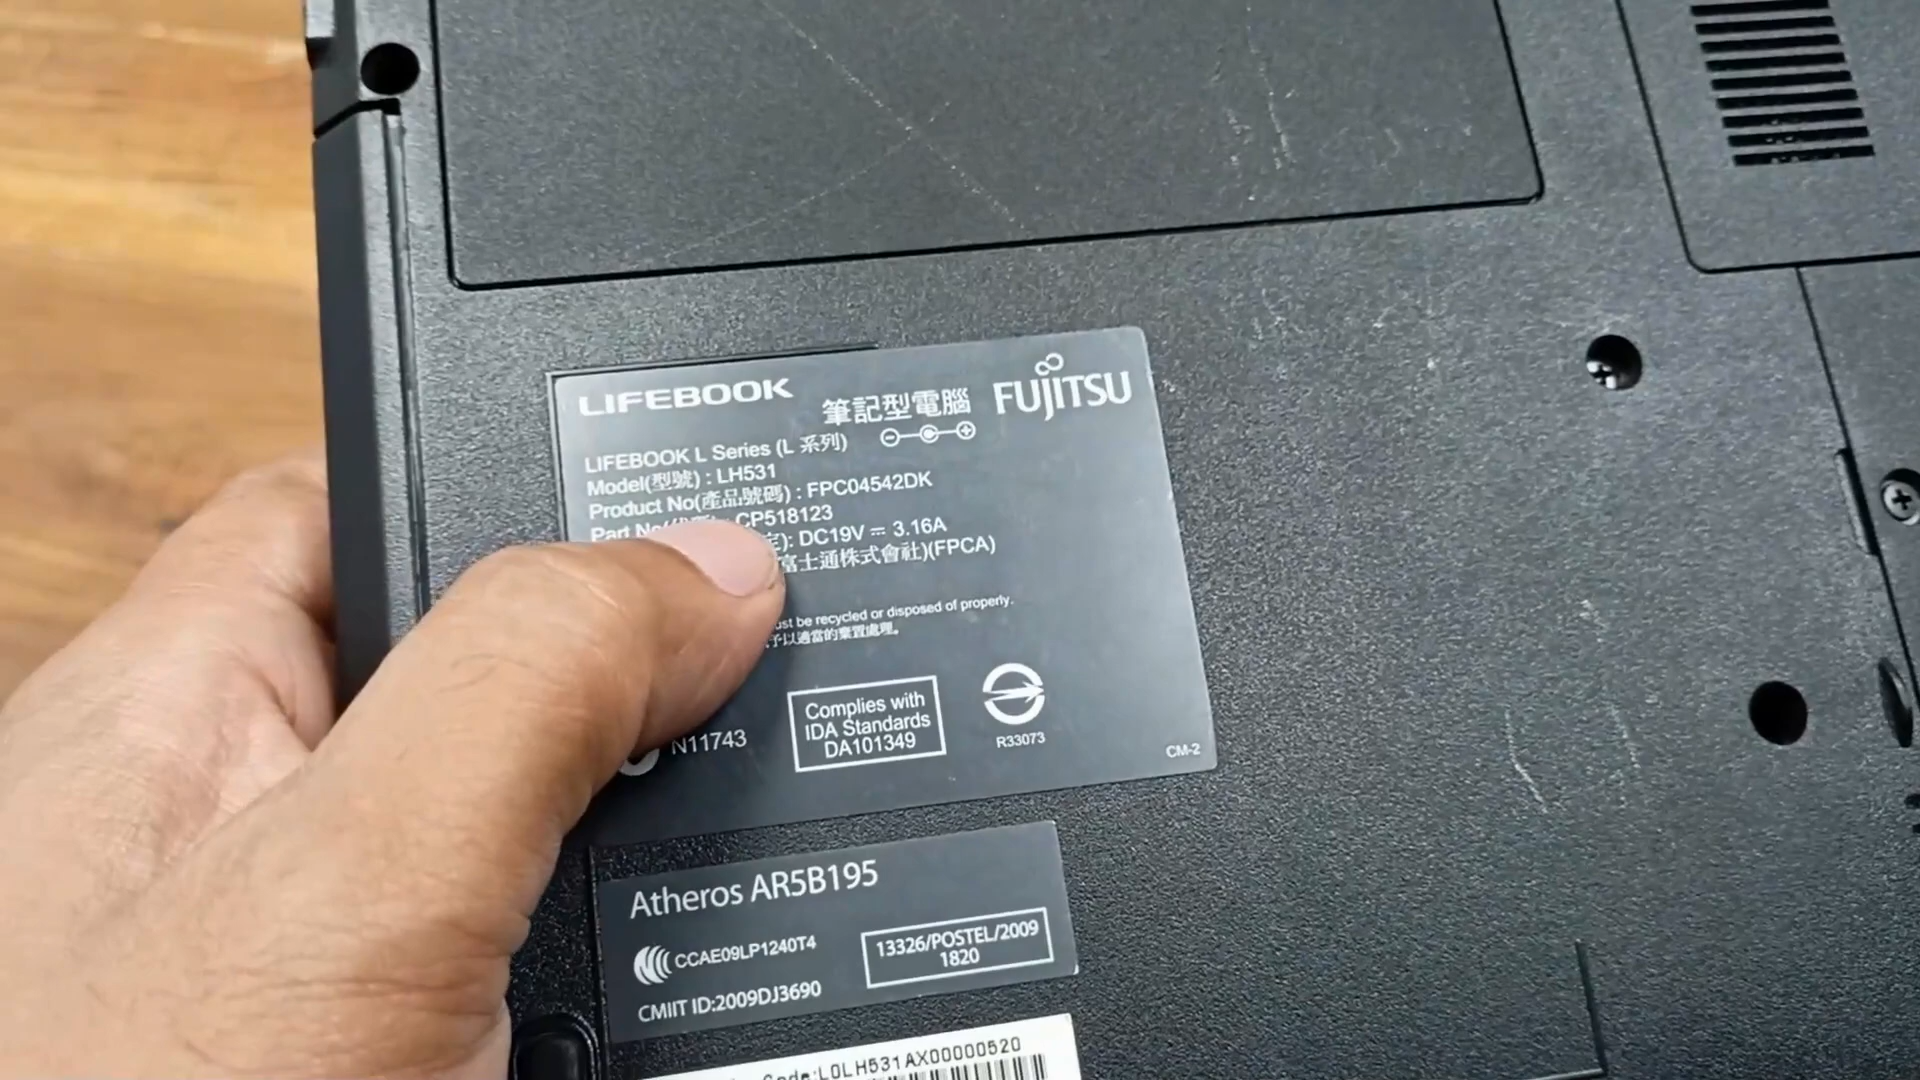 LIFEBOOK 筆記型電腦 FUJITSU
LIFEBOOK L Series (L 系列)
Model(型號) : LH531
Product No(產品號碼) : FPC04542DK
Part CP518123
DC19V ⎓ 3.16A
富士通株式會社)(FPCA)
be recycled or disposed of properly.
予以適當的棄置處理。
N11743
Complies with
IDA Standards
DA101349
R33073
CM-2
Atheros AR5B195
CCAE09LP1240T4
13326/POSTEL/2009
1820
CMIIT ID:2009DJ3690
Code:L0LH531AX00000520